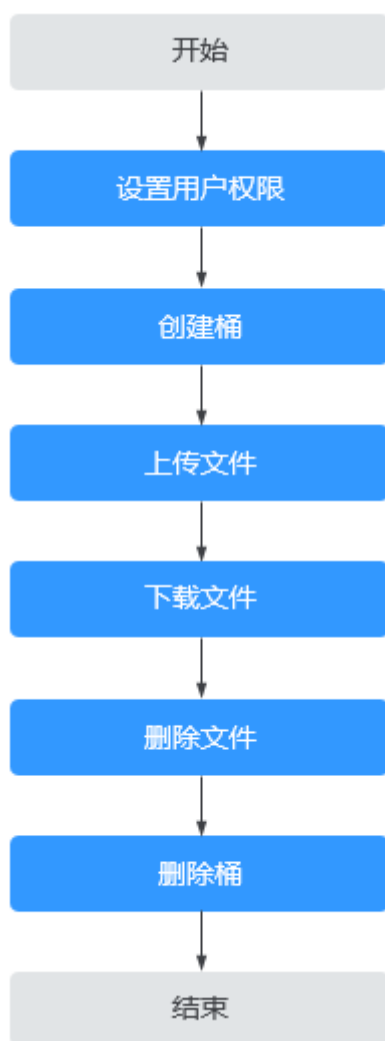 开始
设置用户权限
创建桶
上传文件
下载文件
删除文件
删除桶
结束